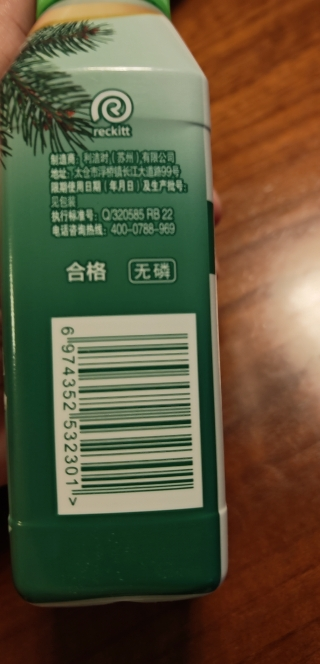 reckitt
制造商：利洁时（苏州）有限公司
地址：太仓市浮桥镇长江大道路99号
限期使用日期（年月日）及生产批号：
见包装
执行标准号：Q/320585 RB 22
电话咨询热线：400-0788-969
合格 无磷
6 974352 532301 >